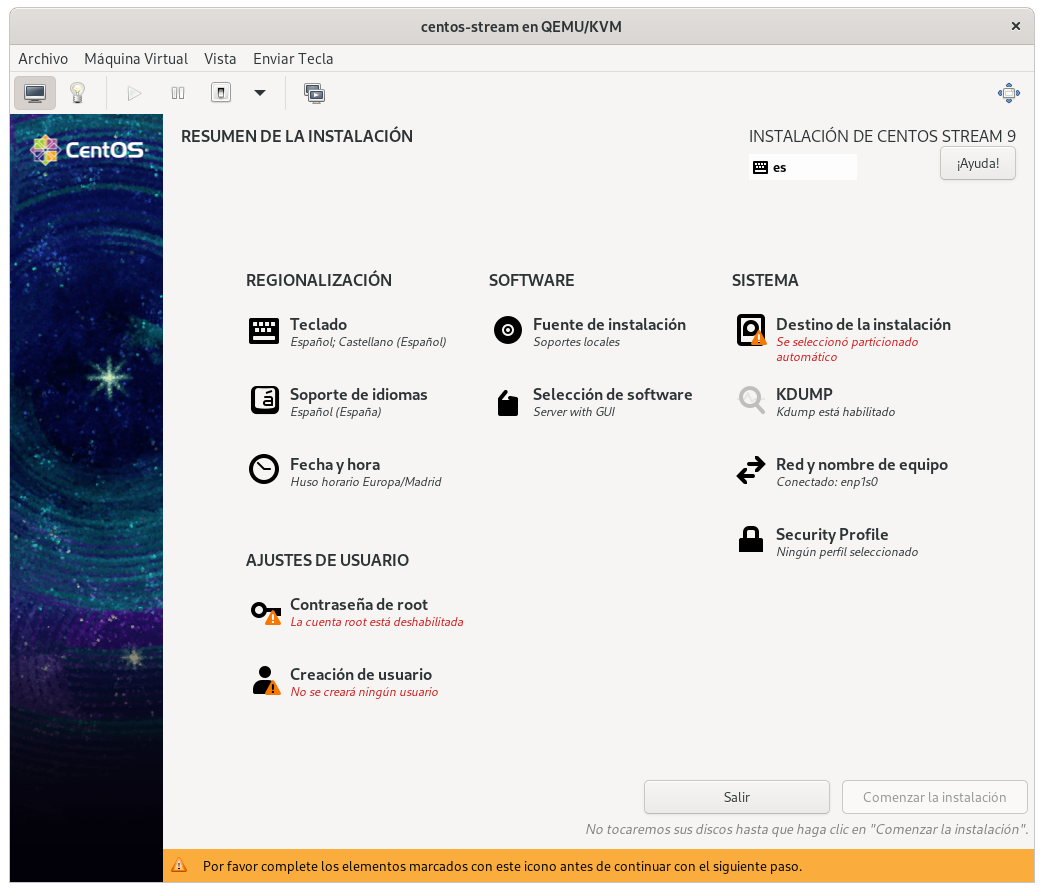 centos-stream en QEMU/KVM
Archivo Máquina Virtual Vista Enviar Tecla
CentOS
RESUMEN DE LA INSTALACIÓN
INSTALACIÓN DE CENTOS STREAM 9
es
¡Ayuda!
REGIONALIZACIÓN
Teclado
Español; Castellano (Español)
Soporte de idiomas
Español (España)
Fecha y hora
Huso horario Europa/Madrid
SOFTWARE
Fuente de instalación
Soportes locales
Selección de software
Server with GUI
SISTEMA
Destino de la instalación
Se seleccionó particionado
automático
KDUMP
Kdump está habilitado
Red y nombre de equipo
Conectado: enp1s0
Security Profile
Ningún perfil seleccionado
AJUSTES DE USUARIO
Contraseña de root
La cuenta root está deshabilitada
Creación de usuario
No se creará ningún usuario
Salir
Comenzar la instalación
No tocaremos sus discos hasta que haga clic en "Comenzar la instalación".
Por favor complete los elementos marcados con este icono antes de continuar con el siguiente paso.